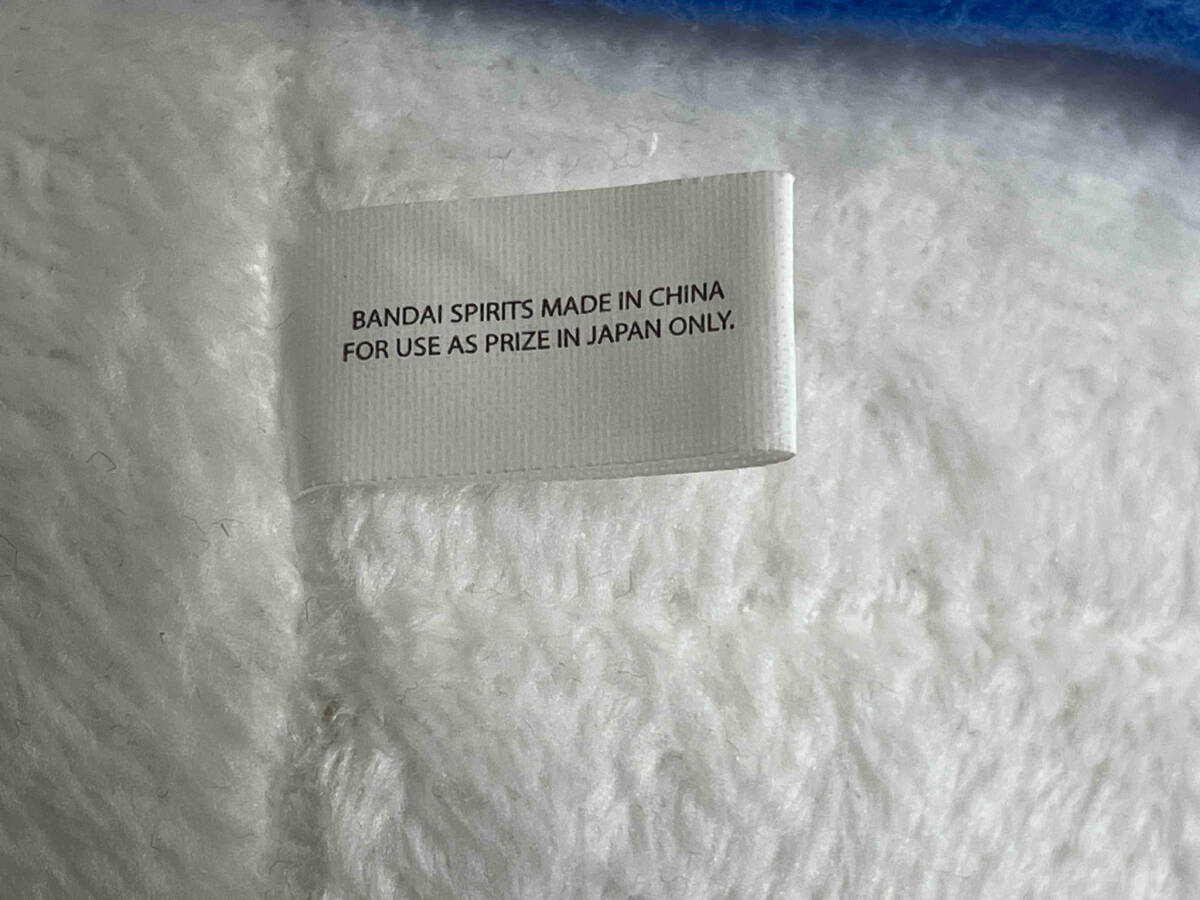 BANDAI SPIRITS MADE IN CHINA
FOR USE AS PRIZE IN JAPAN ONLY.